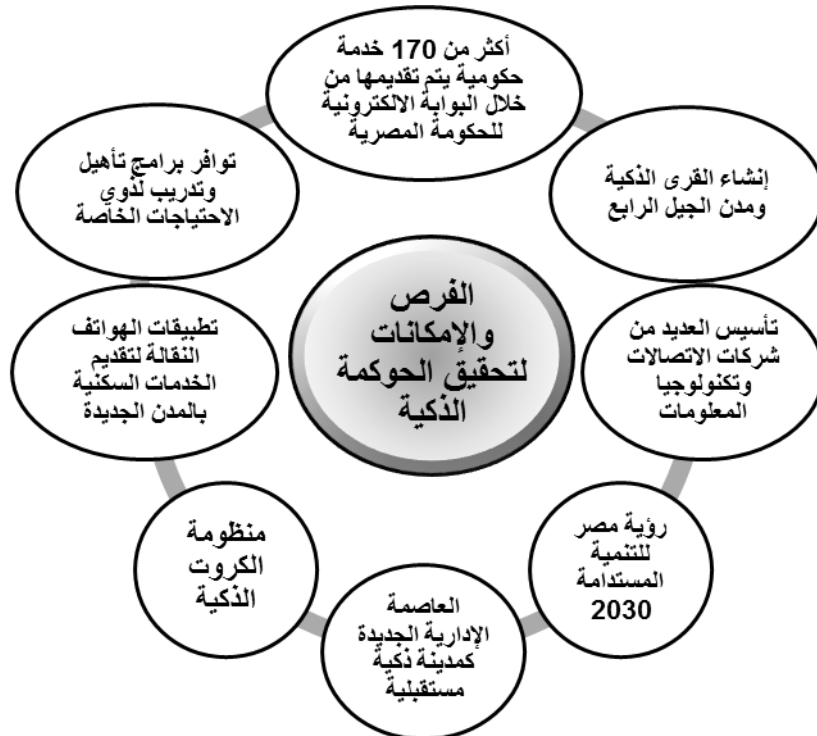 أكثر من 170 خدمة
حكومية يتم تقديمها من
خلال البوابة الالكترونية
للحكومة المصرية
إنشاء القرى الذكية
ومدن الجيل الرابع
تأسيس العديد من
شركات الاتصالات
وتكنولوجيا
المعلومات
رؤية مصر
للتنمية
المستدامة
2030
العاصمة
الإدارية الجديدة
كمدينة ذكية
مستقبلية
منظومة
الكروت
الذكية
تطبيقات الهواتف
النقالة لتقديم
الخدمات السكنية
بالمدن الجديدة
توافر برامج تأهيل
وتدريب لذوي
الاحتياجات الخاصة
الفرص
والإمكانات
لتحقيق الحوكمة
الذكية